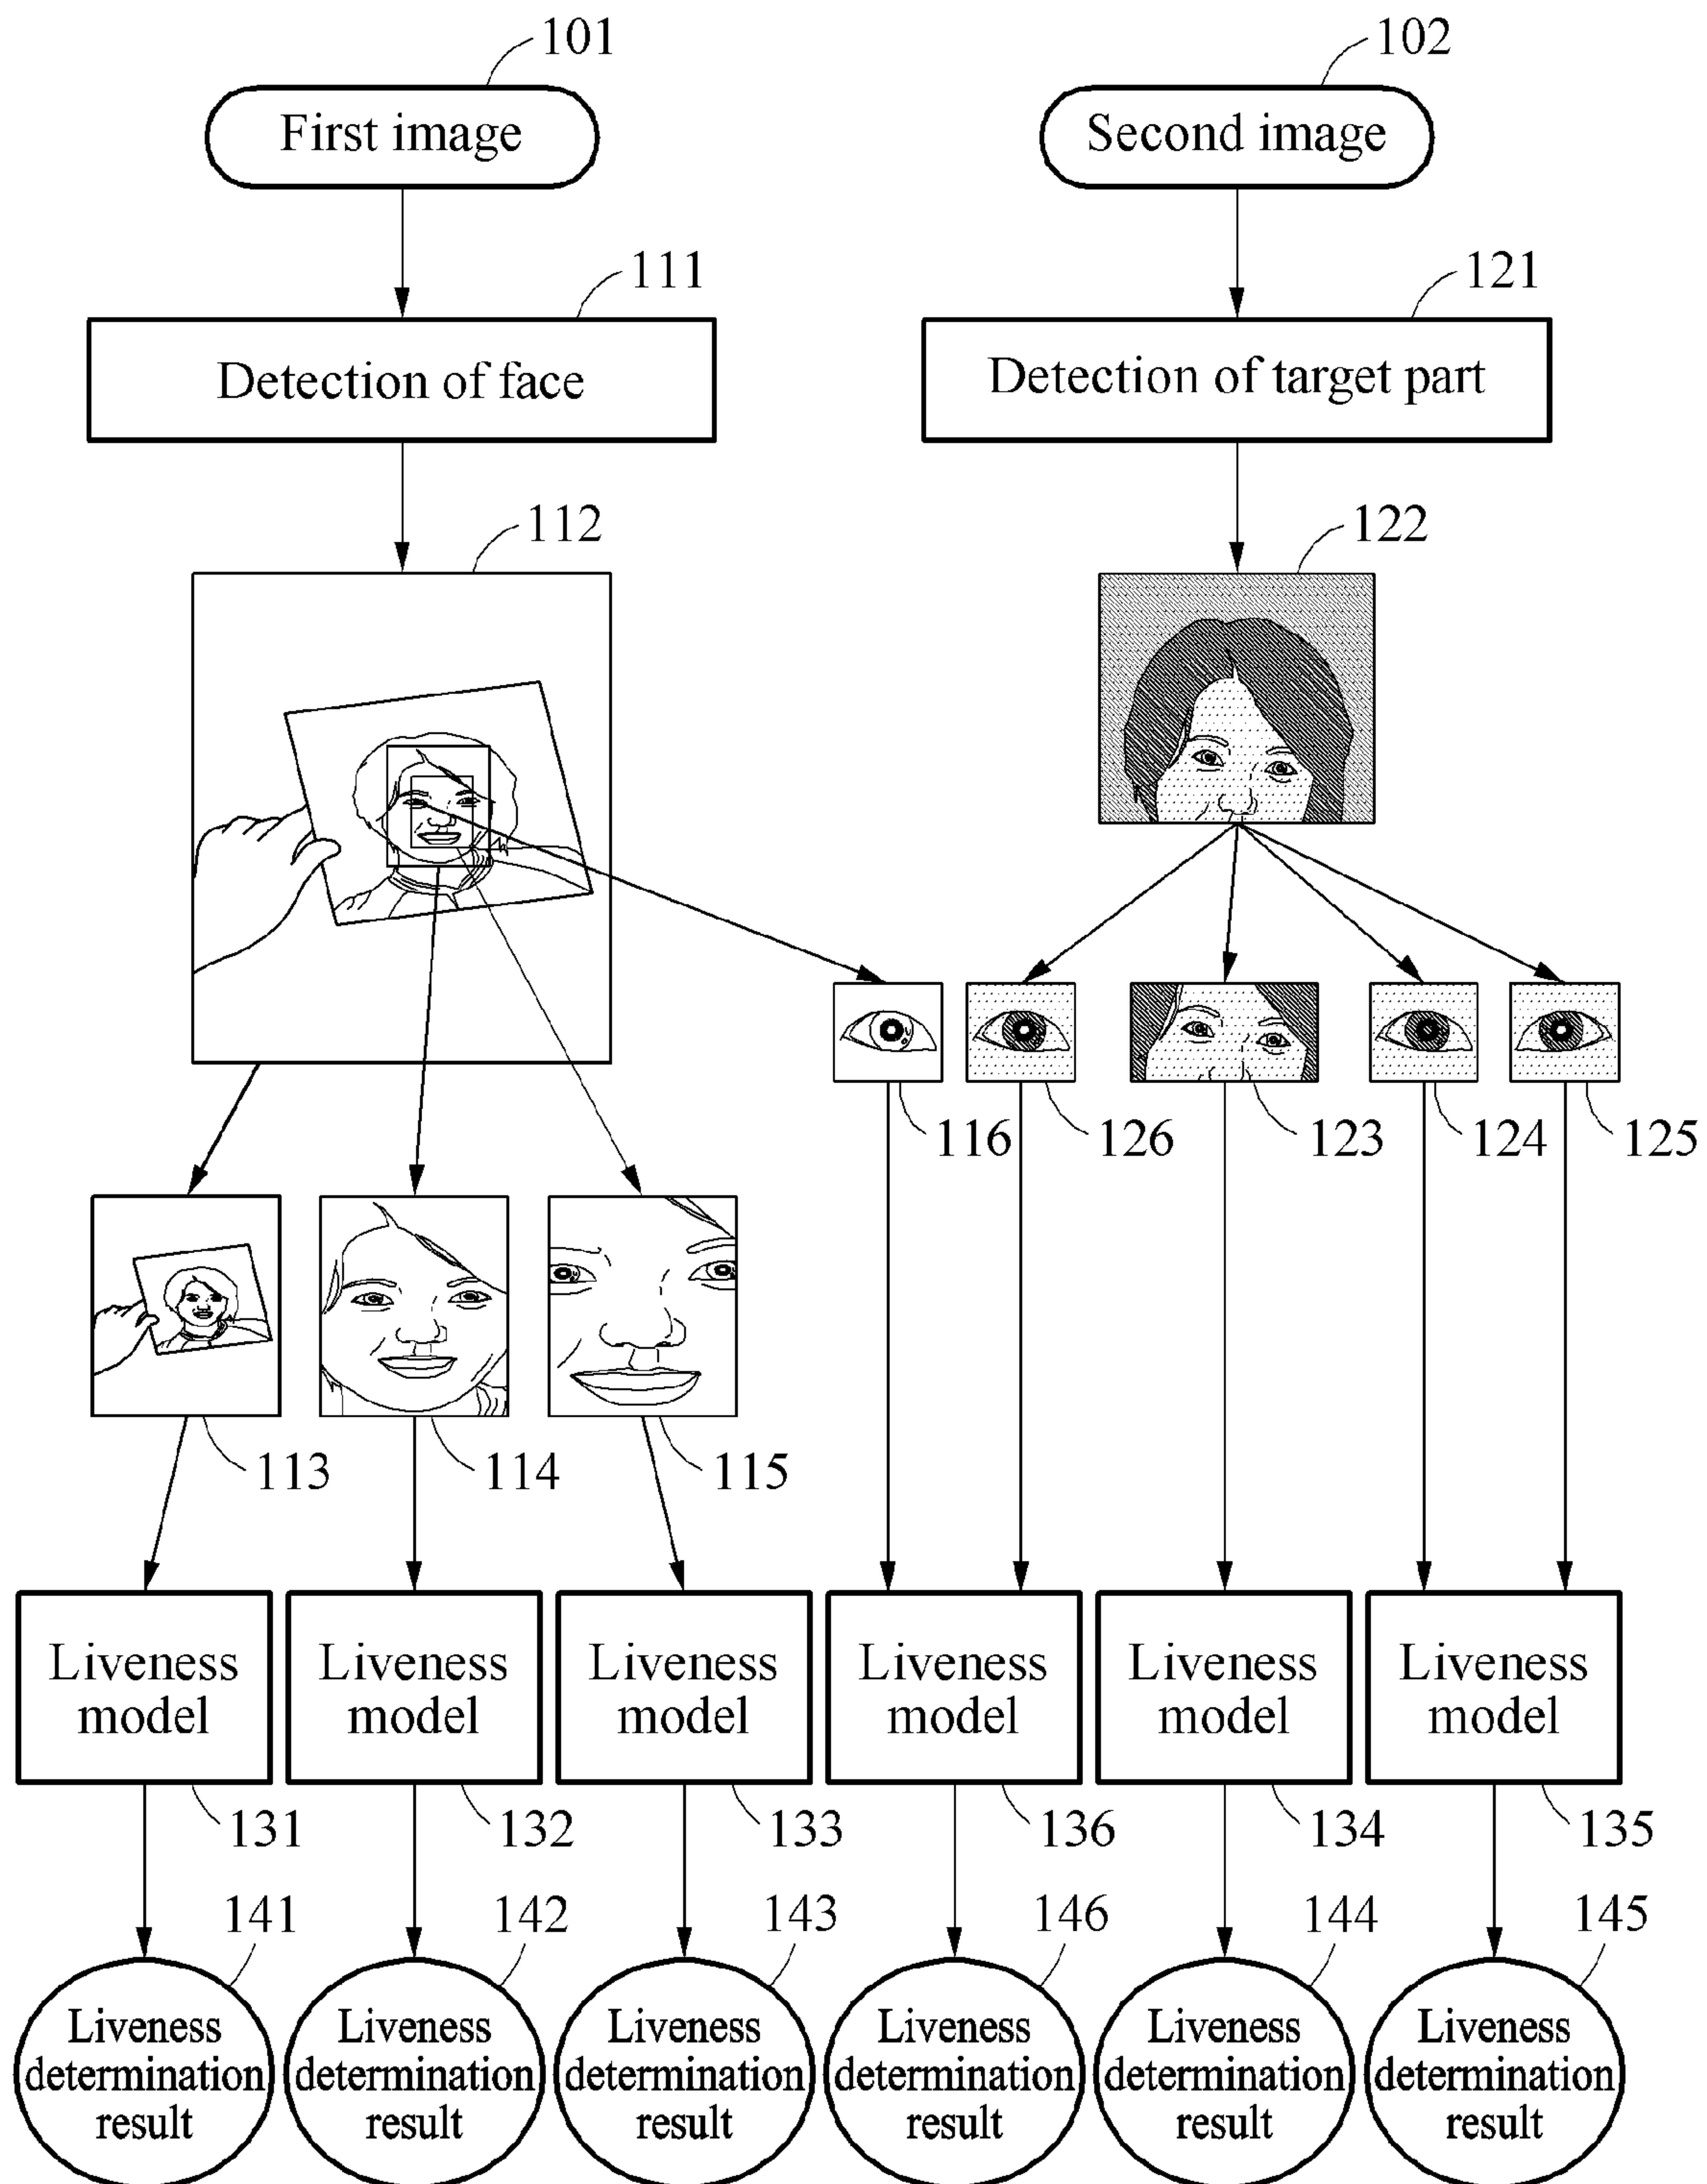 101
102
First image
Second image
111
121
Detection of face
Detection of target part
112
122
116
126
123
124
125
113
114
115
Liveness
model
Liveness
model
Liveness
model
Liveness
model
Liveness
model
Liveness
model
131
132
133
136
134
135
141
142
143
146
144
145
Liveness
determination
result
Liveness
determination
result
Liveness
determination
result
Liveness
determination
result
Liveness
determination
result
Liveness
determination
result